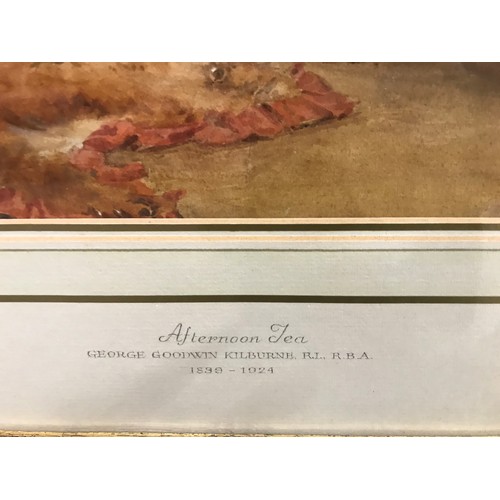 Afternoon Tea
GEORGE GOODWIN KILBURNE, R.I., R.B.A.
1839 - 1924